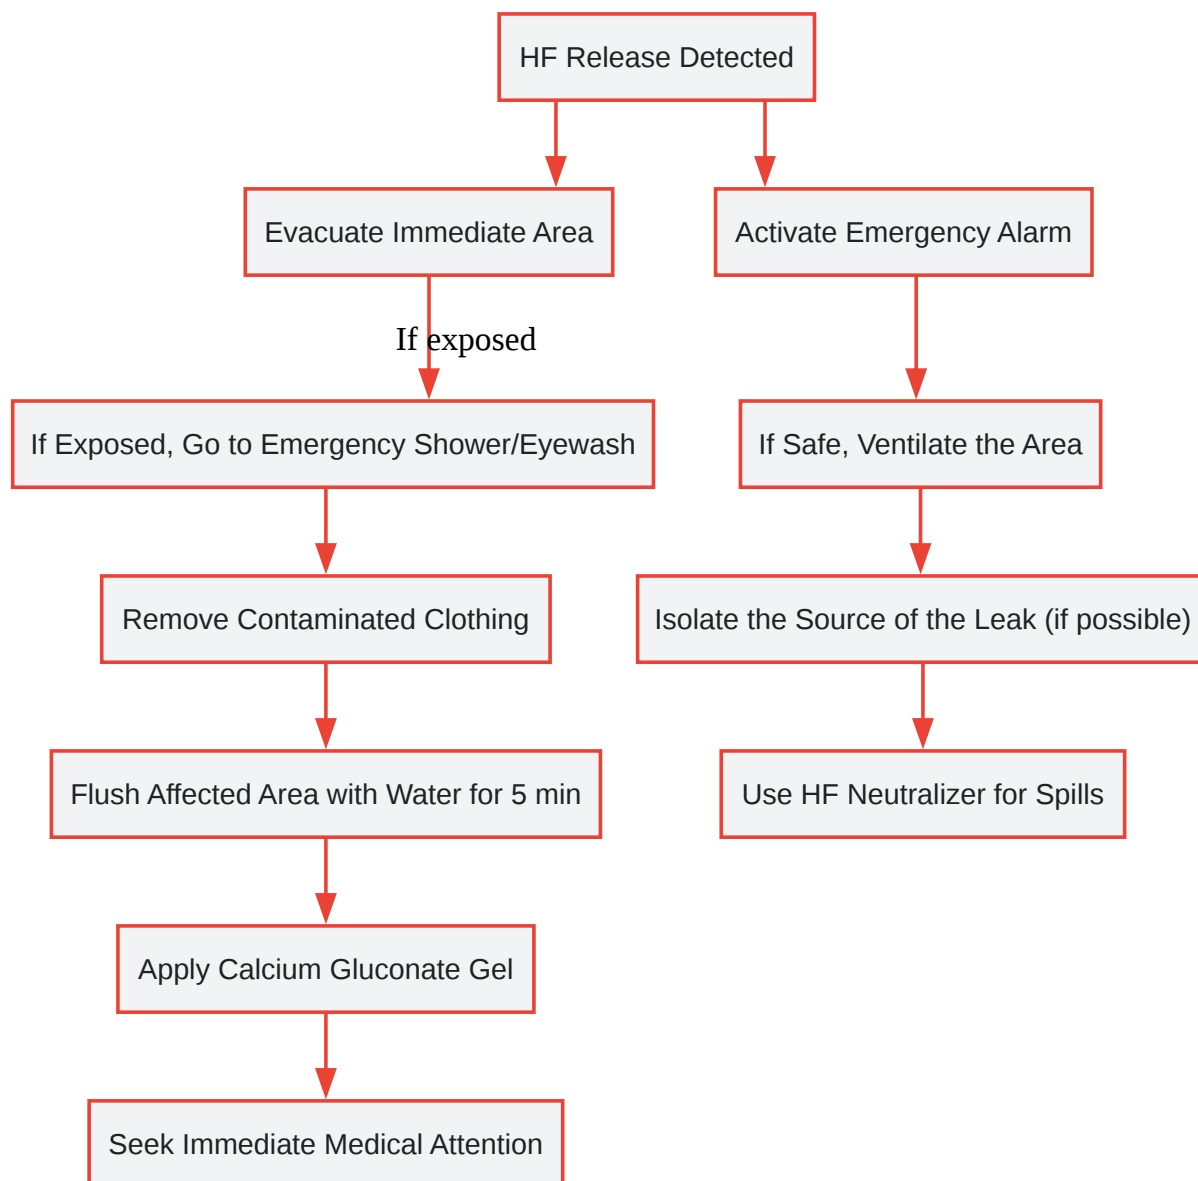 HF Release Detected
Evacuate Immediate Area
Activate Emergency Alarm
If exposed
If Exposed, Go to Emergency Shower/Eyewash
If Safe, Ventilate the Area
Remove Contaminated Clothing
Isolate the Source of the Leak (if possible)
Flush Affected Area with Water for 5 min
Use HF Neutralizer for Spills
Apply Calcium Gluconate Gel
Seek Immediate Medical Attention